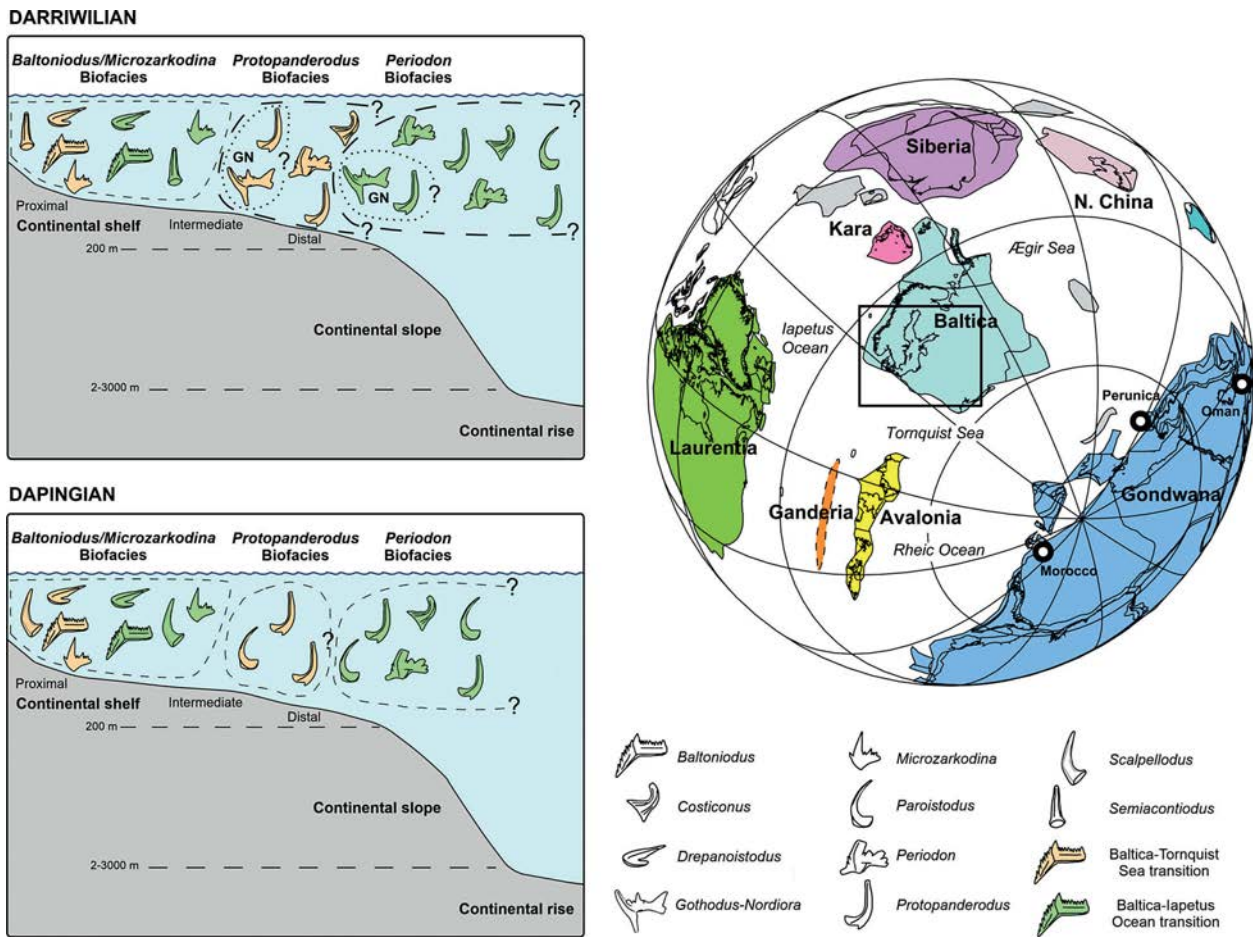 DARRIWILIAN
Baltoniodus/Microzarkodina
Biofacies
Protopanderodus
Biofacies
Periodon
Biofacies
?
?
GN
?
GN
?
?
?
Proximal
Continental shelf
Intermediate
Distal
200 m
Continental slope
2-3000 m
Continental rise
DAPINGIAN
Baltoniodus/Microzarkodina
Biofacies
Protopanderodus
Biofacies
Periodon
Biofacies
?
?
?
Proximal
Continental shelf
Intermediate
Distal
200 m
Continental slope
2-3000 m
Continental rise
Siberia
N. China
Kara
Ægir Sea
Iapetus
Ocean
Baltica
Perunica
Oman
Tornquist Sea
Laurentia
Gondwana
Ganderia
Avalonia
Rheic Ocean
Morocco
Baltoniodus
Costiconus
Drepanoistodus
Gothodus-Nordiora
Microzarkodina
Paroistodus
Periodon
Protopanderodus
Scalpellodus
Semiacontiodus
Baltica-Tornquist
Sea transition
Baltica-Iapetus
Ocean transition